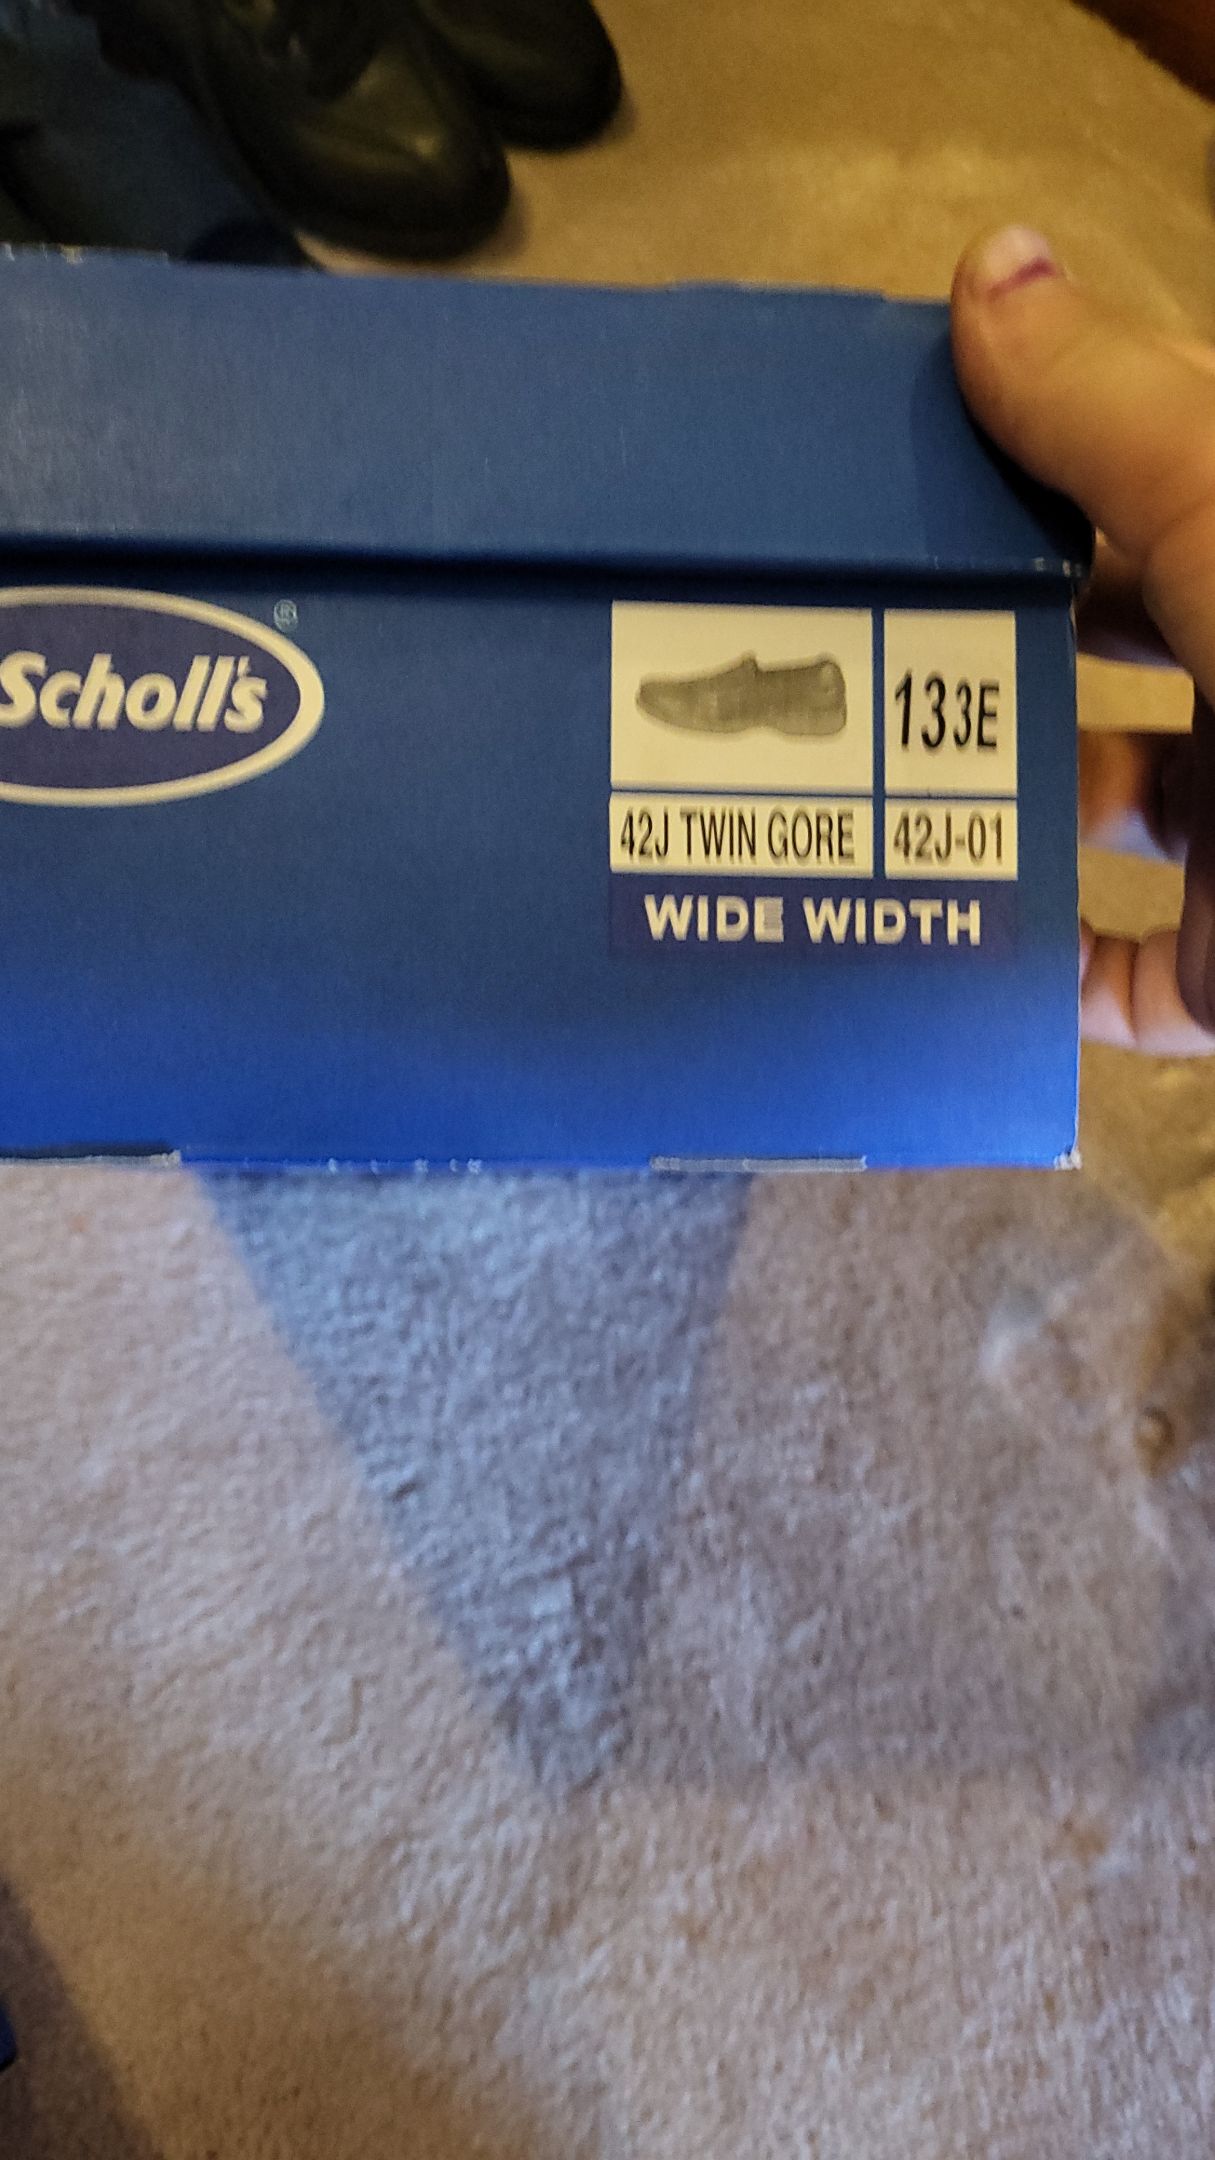 Scholl's ®
133E
42J TWIN GORE
42J-01
WIDE WIDTH